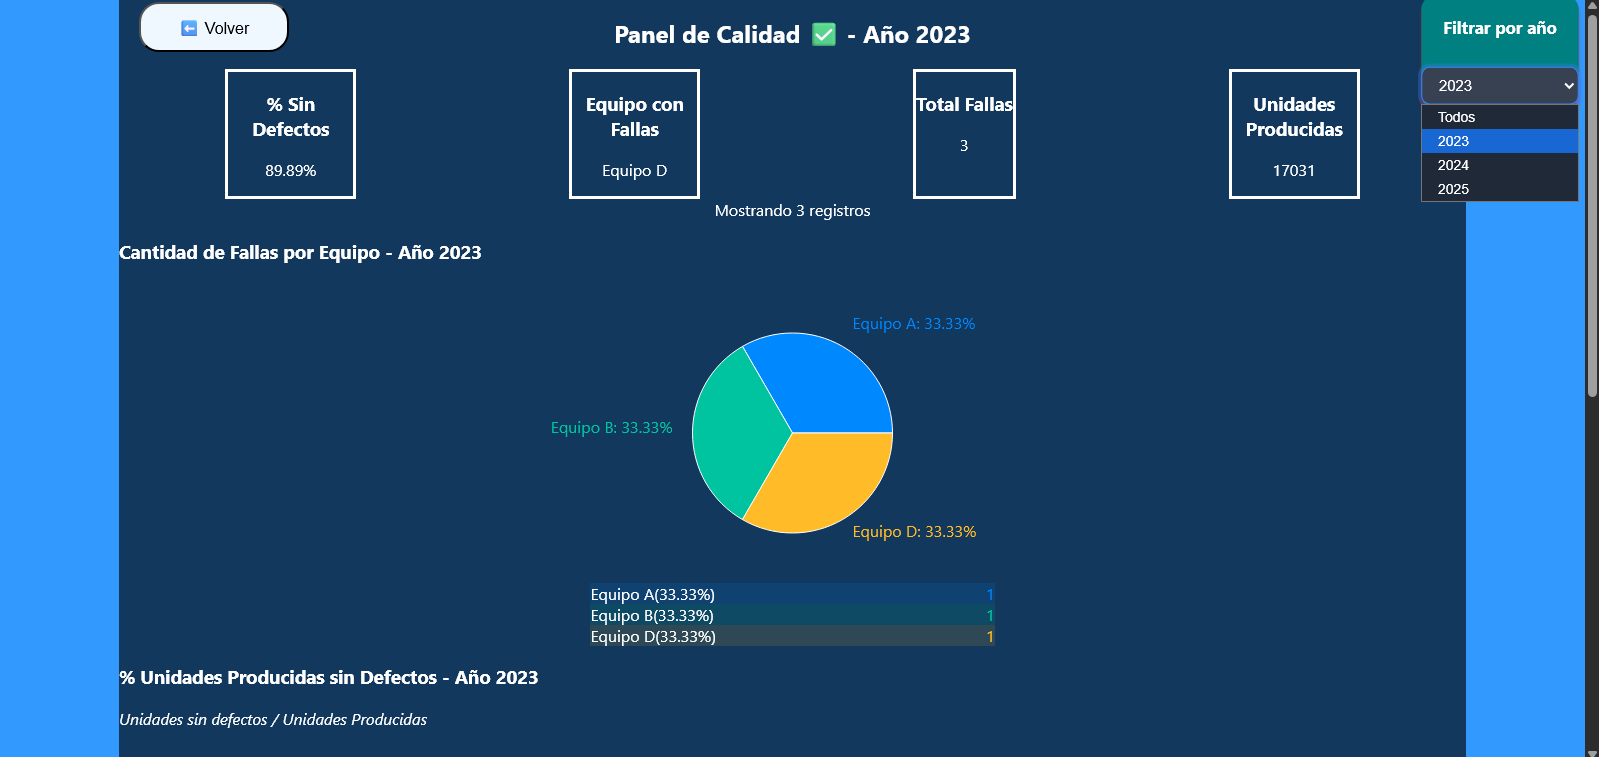 ⬅️ Volver
Panel de Calidad ✅ - Año 2023
Filtrar por año
2023
Todos
2023
2024
2025
% Sin
Defectos
89.89%
Equipo con
Fallas
Equipo D
Total Fallas
3
Unidades
Producidas
17031
Mostrando 3 registros
Cantidad de Fallas por Equipo - Año 2023
Equipo A: 33.33%
Equipo B: 33.33%
Equipo D: 33.33%
Equipo A(33.33%) 1
Equipo B(33.33%) 1
Equipo D(33.33%) 1
% Unidades Producidas sin Defectos - Año 2023
Unidades sin defectos / Unidades Producidas